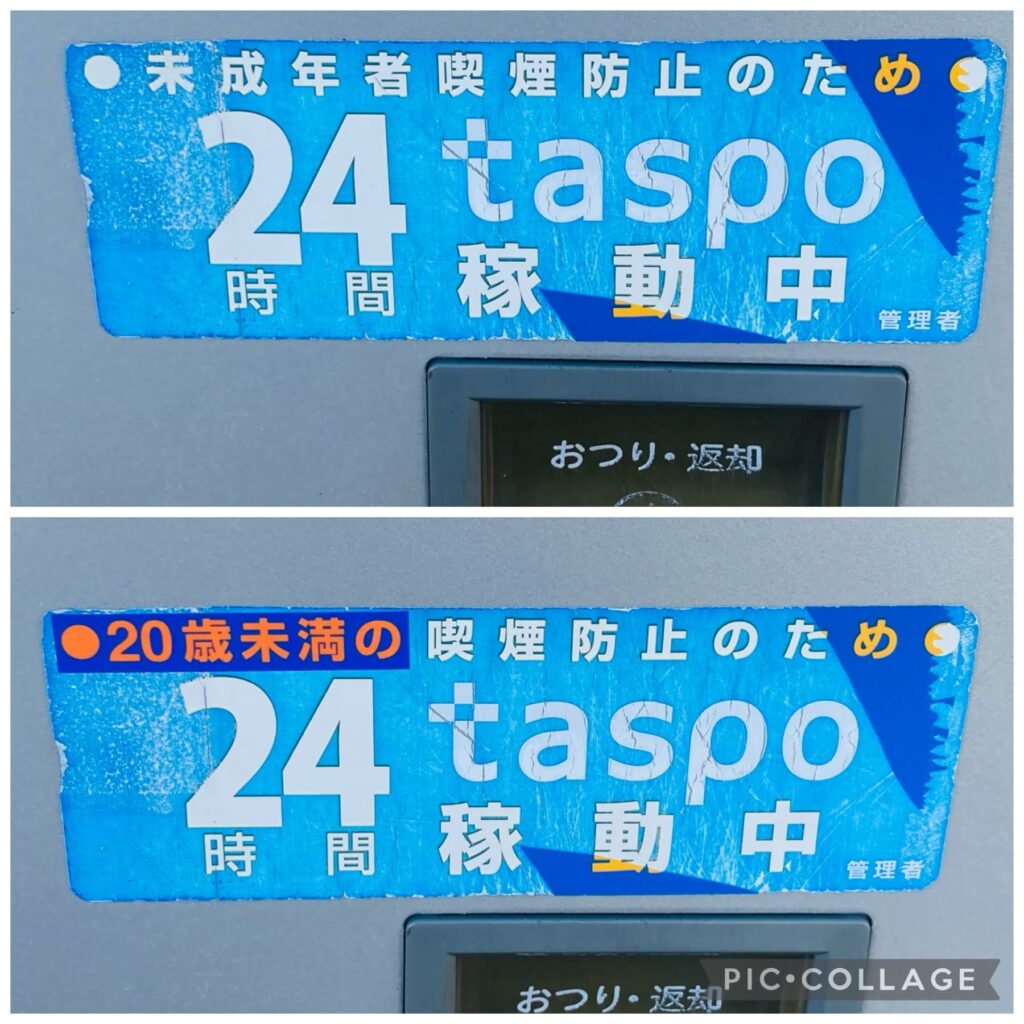 ●未成年者喫煙防止のため●
24
時間
taspo
稼動中
管理者
おつり・返却
●20歳未満の喫煙防止のため●
24
時間
taspo
稼動中
管理者
おつり・返却
PIC•COLLAGE